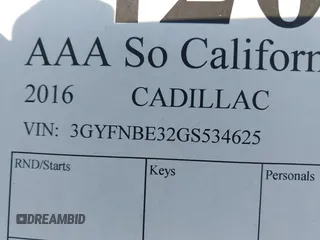 AAA So Californ
2016 CADILLAC
VIN: 3GYFNBE32GS534625
RND/Starts Keys Personals
DREAMBID